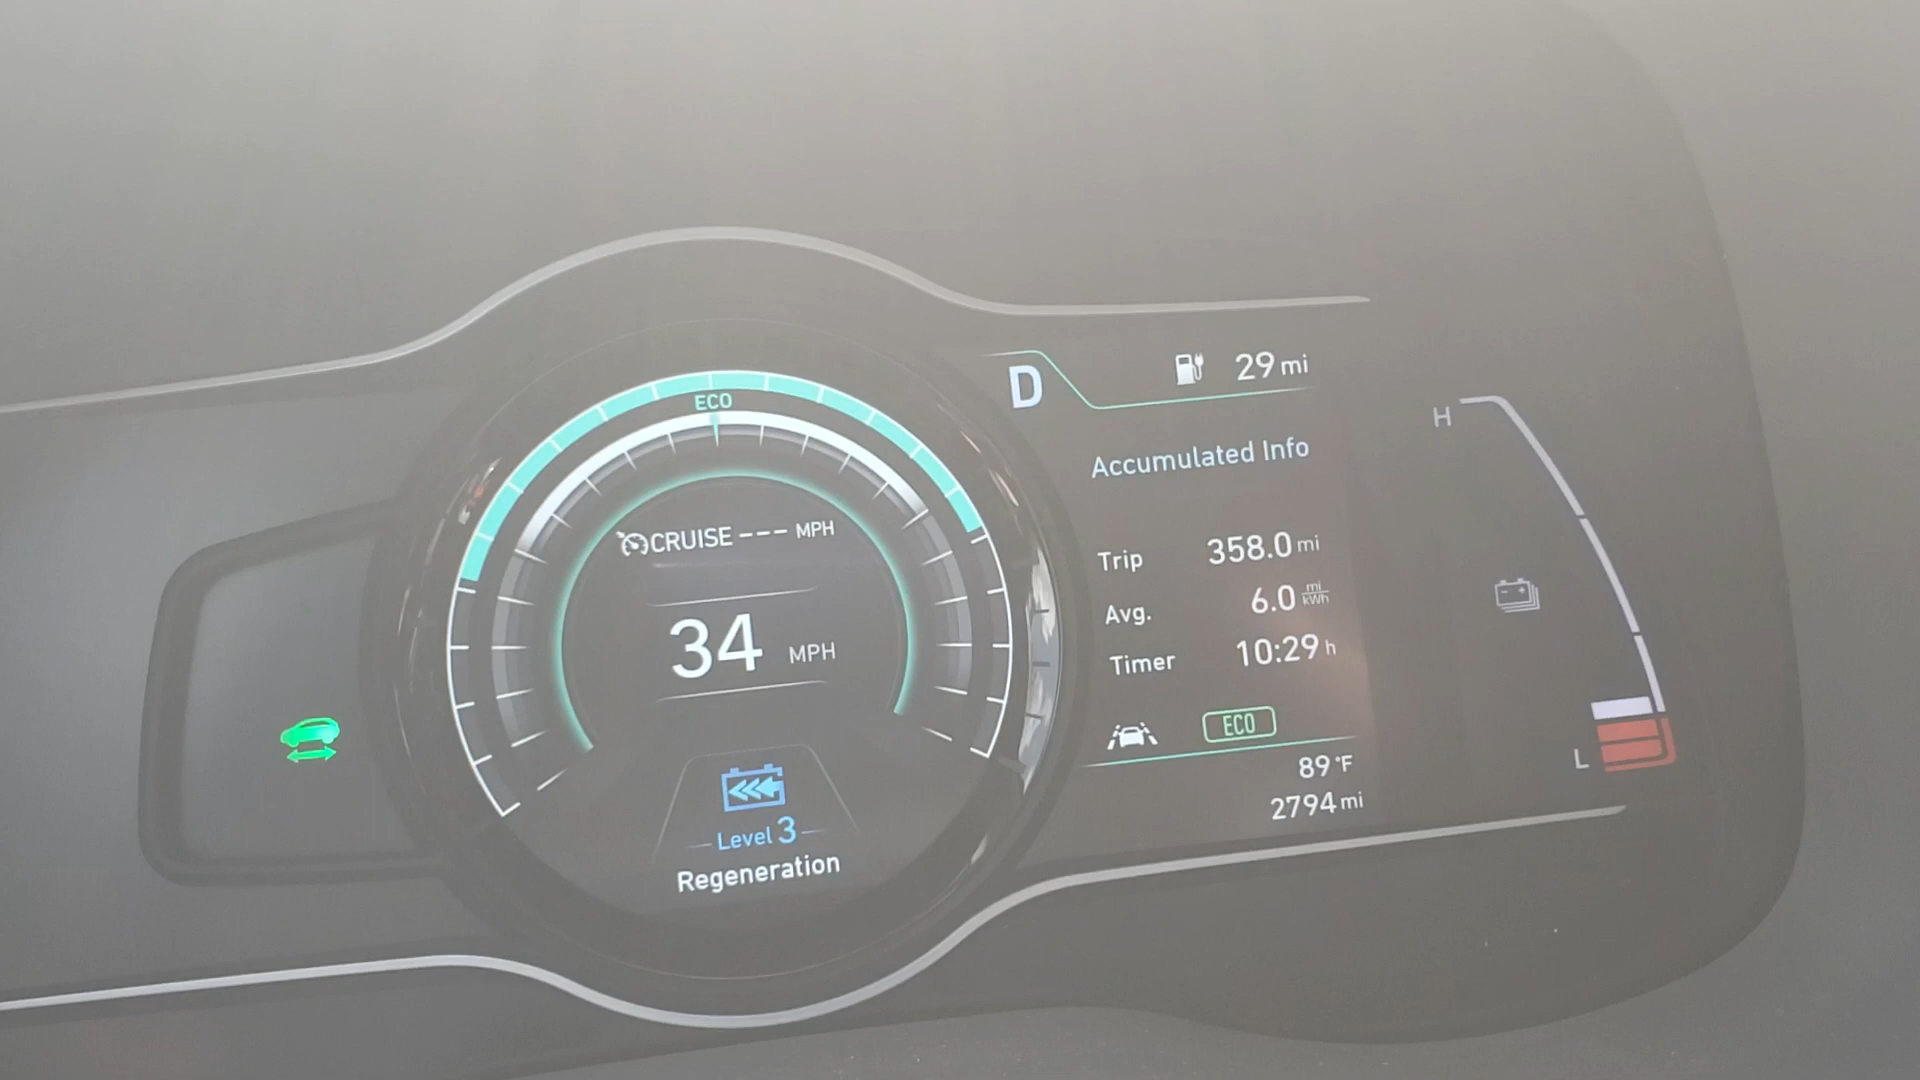 D 29 mi
ECO
H
Accumulated Info
CRUISE --- MPH
Trip 358.0 mi
Avg. 6.0 mi/kWh
34 MPH
Timer 10:29 h
ECO
L
89 °F
2794 mi
Level 3
Regeneration